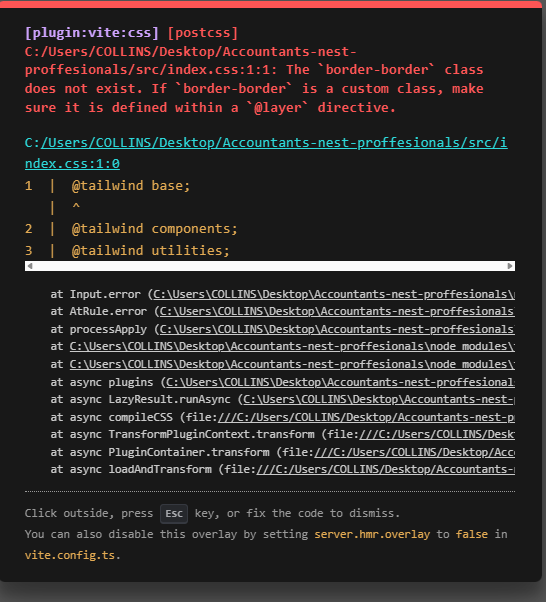 [plugin:vite:css] [postcss]
C:/Users/COLLINS/Desktop/Accountants-nest-
proffesionals/src/index.css:1:1: The `border-border` class
does not exist. If `border-border` is a custom class, make
sure it is defined within a `@layer` directive.
C:/Users/COLLINS/Desktop/Accountants-nest-proffesionals/src/i
ndex.css:1:0
1 | @tailwind base;
| ^
2 | @tailwind components;
3 | @tailwind utilities;
at Input.error (C:\Users\COLLINS\Desktop\Accountants-nest-proffesionals\
at AtRule.error (C:\Users\COLLINS\Desktop\Accountants-nest-proffesionals
at processApply (C:\Users\COLLINS\Desktop\Accountants-nest-proffesionals
at C:\Users\COLLINS\Desktop\Accountants-nest-proffesionals\node_modules\
at C:\Users\COLLINS\Desktop\Accountants-nest-proffesionals\node_modules\
at async plugins (C:\Users\COLLINS\Desktop\Accountants-nest-proffesional
at async LazyResult.runAsync (C:\Users\COLLINS\Desktop\Accountants-nest-
at async compileCSS (file:///C:/Users/COLLINS/Desktop/Accountants-nest-p
at async TransformPluginContext.transform (file:///C:/Users/COLLINS/Desk
at async PluginContainer.transform (file:///C:/Users/COLLINS/Desktop/Acc
at async loadAndTransform (file:///C:/Users/COLLINS/Desktop/Accountants-
Click outside, press Esc key, or fix the code to dismiss.
You can also disable this overlay by setting server.hmr.overlay to false in
vite.config.ts.